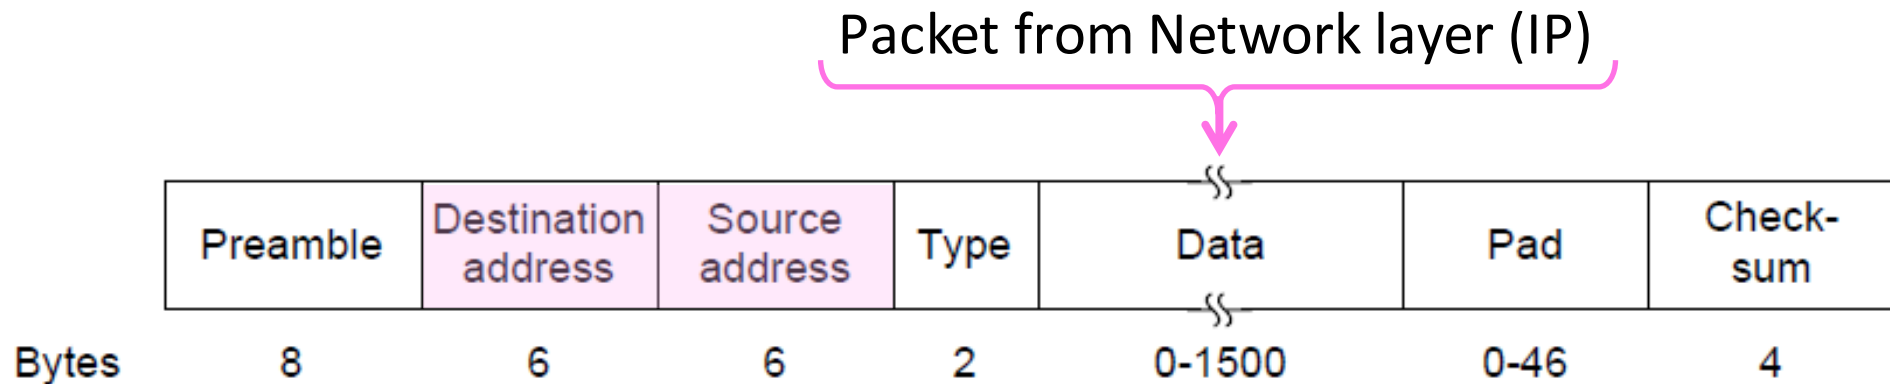 Packet from Network layer (IP)
Preamble
Destination
address
Source
address
Type
Data
Pad
Check-
sum
Bytes 8 6 6 2 0-1500 0-46 4